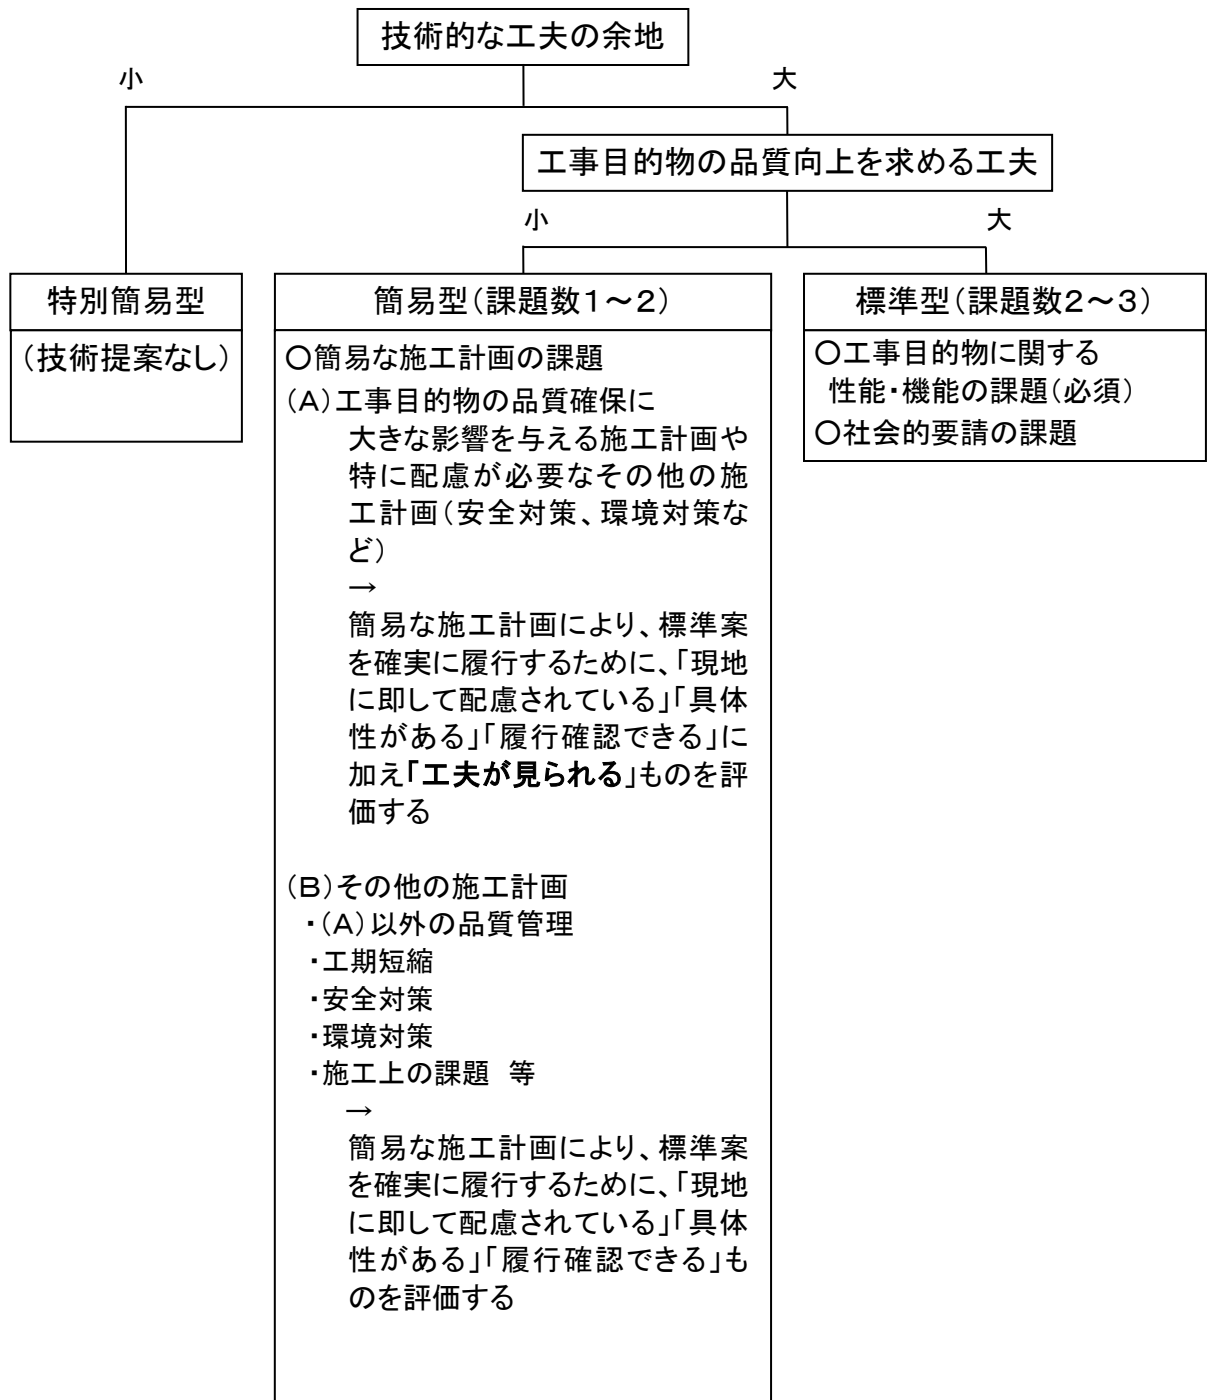 技術的な工夫の余地
小
大
工事目的物の品質向上を求める工夫
小
大
特別簡易型
(技術提案なし)
簡易型(課題数1～2)
○簡易な施工計画の課題
(A)工事目的物の品質確保に
大きな影響を与える施工計画や
特に配慮が必要なその他の施
工計画(安全対策、環境対策な
ど)
→
簡易な施工計画により、標準案
を確実に履行するために、「現地
に即して配慮されている」「具体
性がある」「履行確認できる」に
加え「工夫が見られる」ものを評
価する
(B)その他の施工計画
・(A)以外の品質管理
・工期短縮
・安全対策
・環境対策
・施工上の課題 等
→
簡易な施工計画により、標準案
を確実に履行するために、「現地
に即して配慮されている」「具体
性がある」「履行確認できる」も
のを評価する
標準型(課題数2～3)
○工事目的物に関する
性能・機能の課題(必須)
○社会的要請の課題